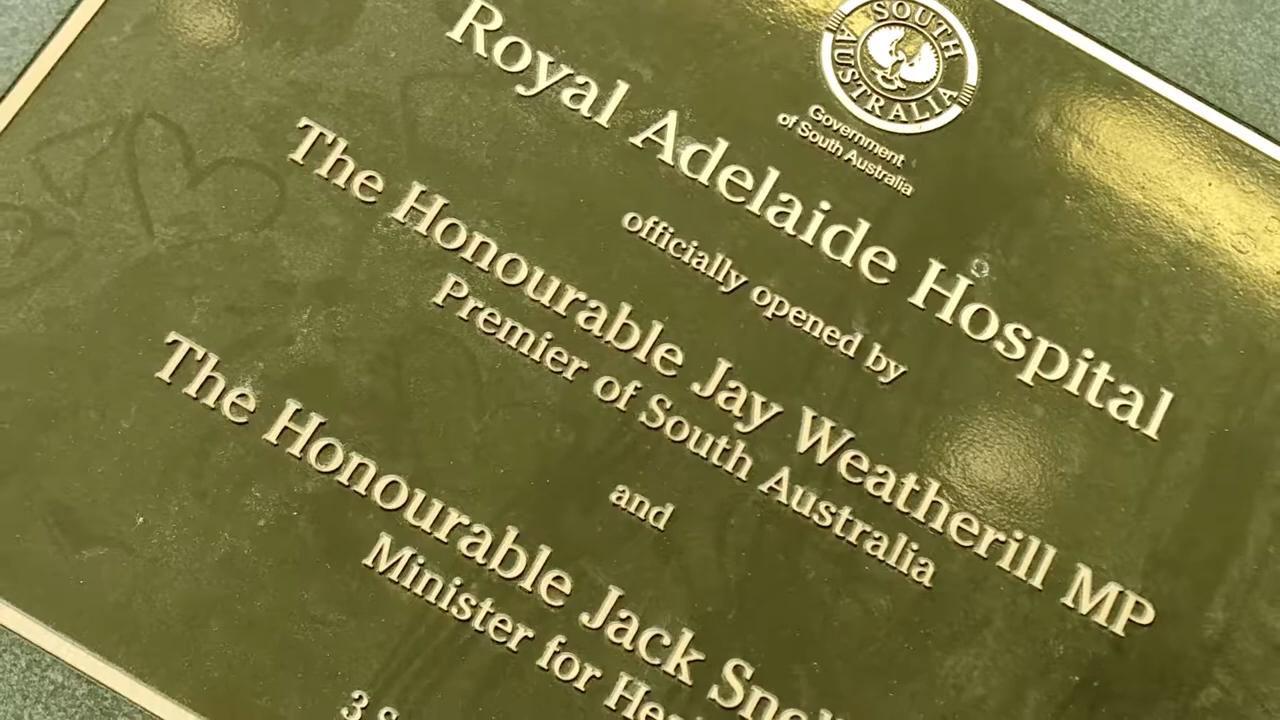 SOUTH AUSTRALIA
Government
of South Australia
Royal Adelaide Hospital
officially opened by
The Honourable Jay Weatherill MP
Premier of South Australia
and
The Honourable Jack
Minister for
3